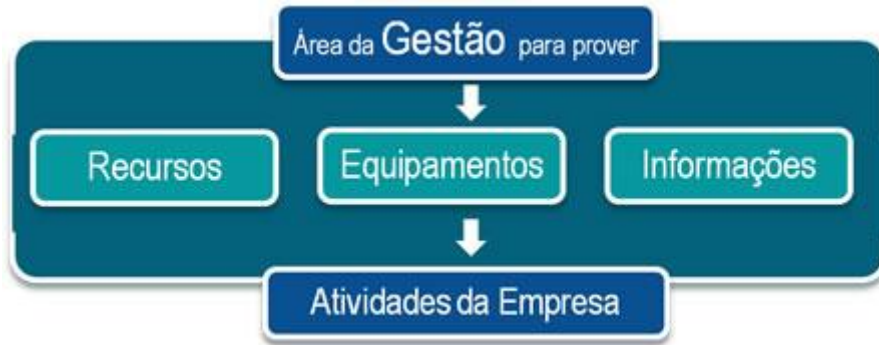 Área da Gestão para prover
Recursos
Equipamentos
Informações
Atividades da Empresa